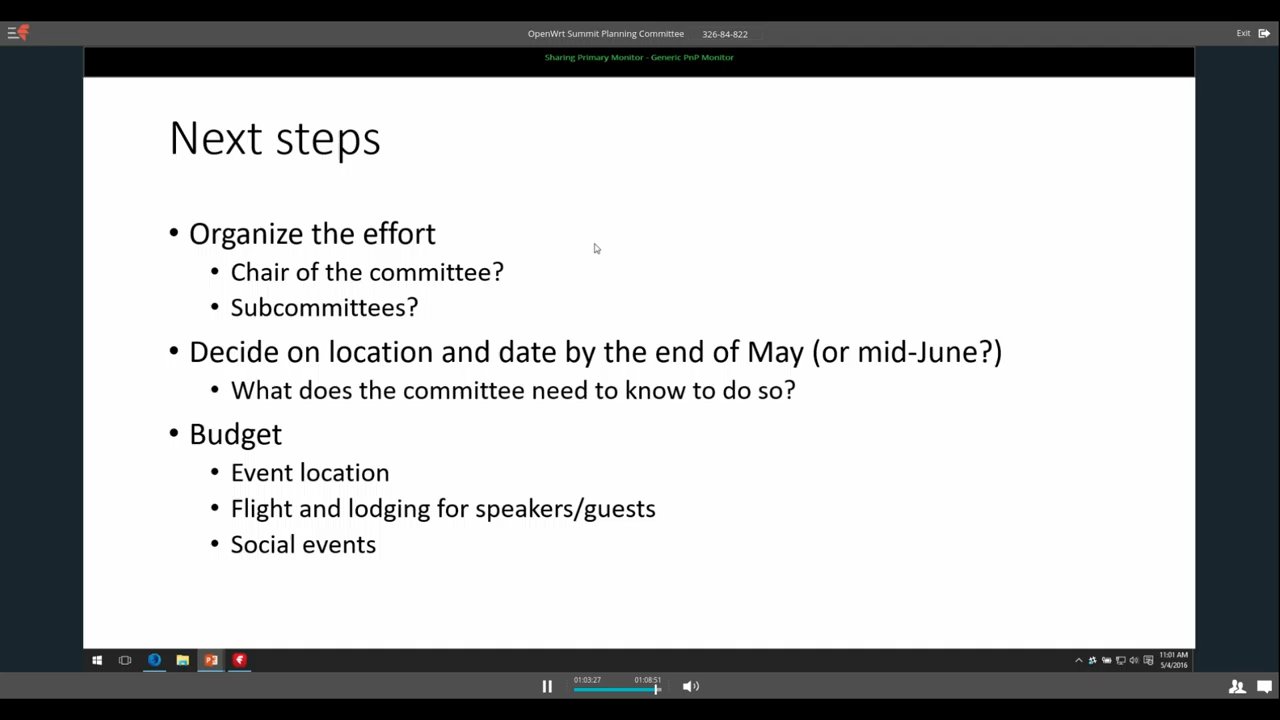 OpenWrt Summit Planning Committee 326-84-822
Exit
Sharing Primary Monitor - Generic PnP Monitor
Next steps
• Organize the effort
• Chair of the committee?
• Subcommittees?
• Decide on location and date by the end of May (or mid-June?)
• What does the committee need to know to do so?
• Budget
• Event location
• Flight and lodging for speakers/guests
• Social events
11:01 AM
5/4/2016
01:03:27 01:08:51